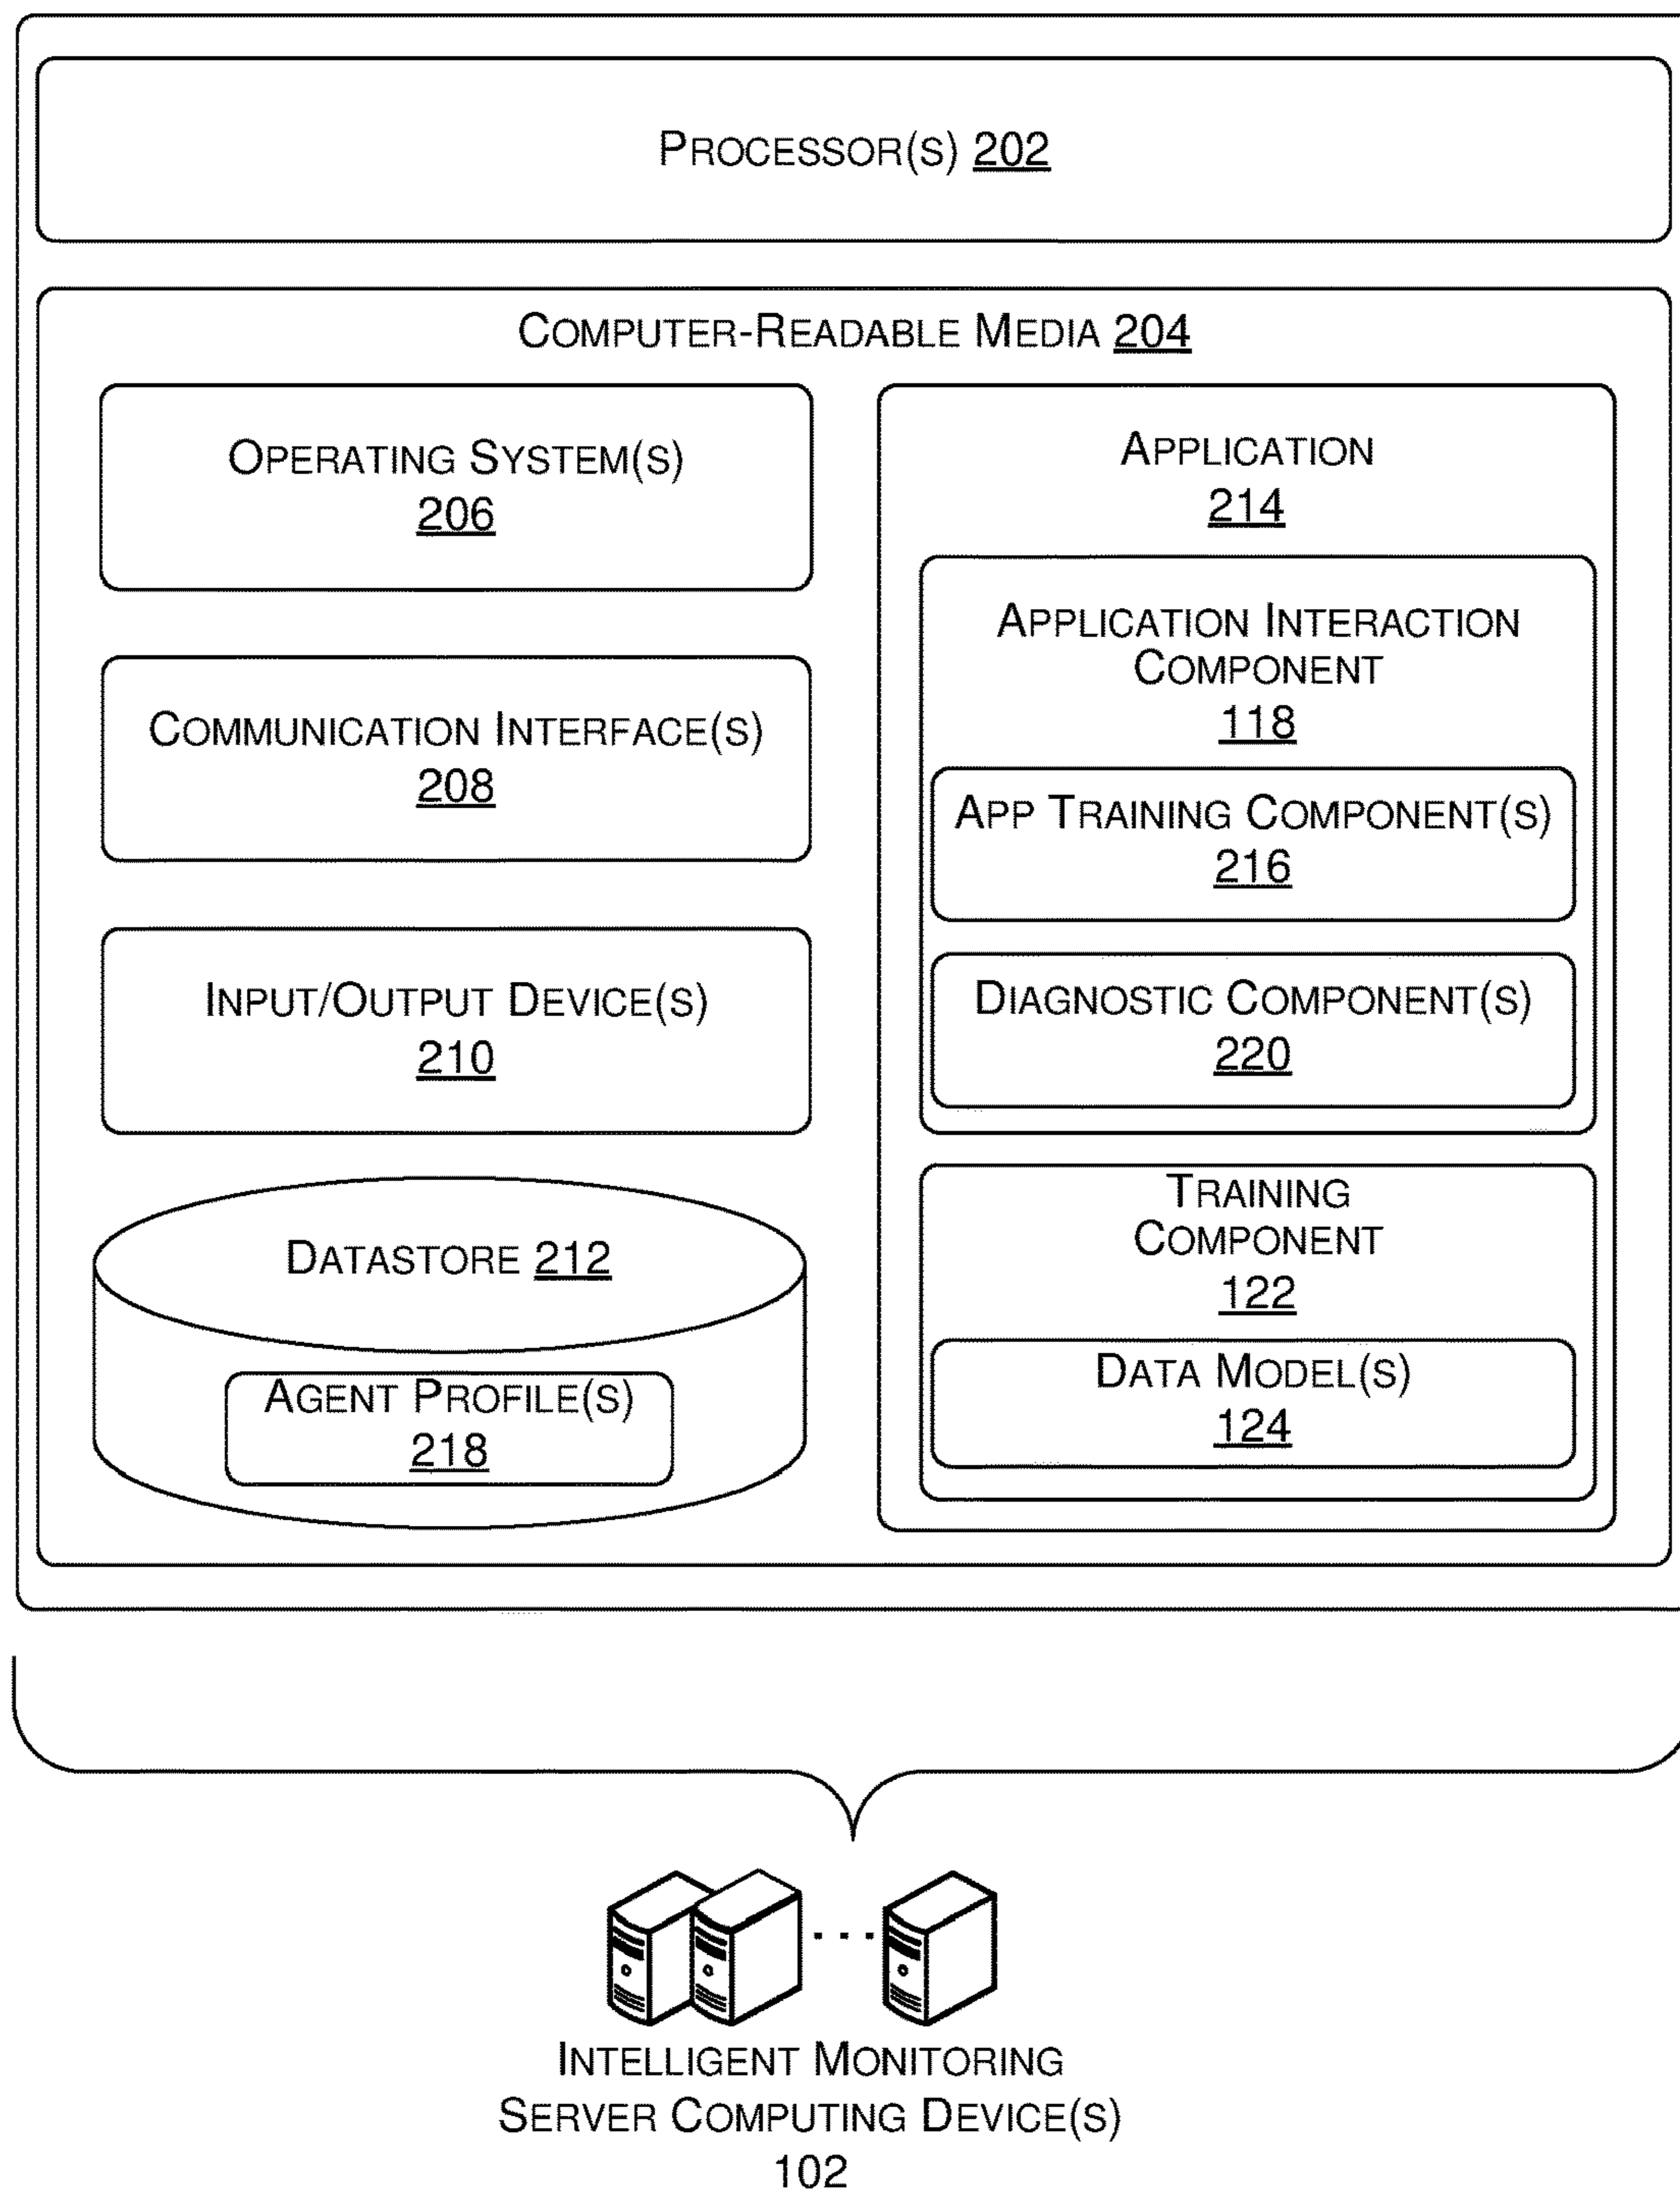 PROCESSOR(S) 202
COMPUTER-READABLE MEDIA 204
OPERATING SYSTEM(S)
206
COMMUNICATION INTERFACE(S)
208
INPUT/OUTPUT DEVICE(S)
210
DATASTORE 212
AGENT PROFILE(S)
218
APPLICATION
214
APPLICATION INTERACTION
COMPONENT
118
APP TRAINING COMPONENT(S)
216
DIAGNOSTIC COMPONENT(S)
220
TRAINING
COMPONENT
122
DATA MODEL(S)
124
...
INTELLIGENT MONITORING
SERVER COMPUTING DEVICE(S)
102